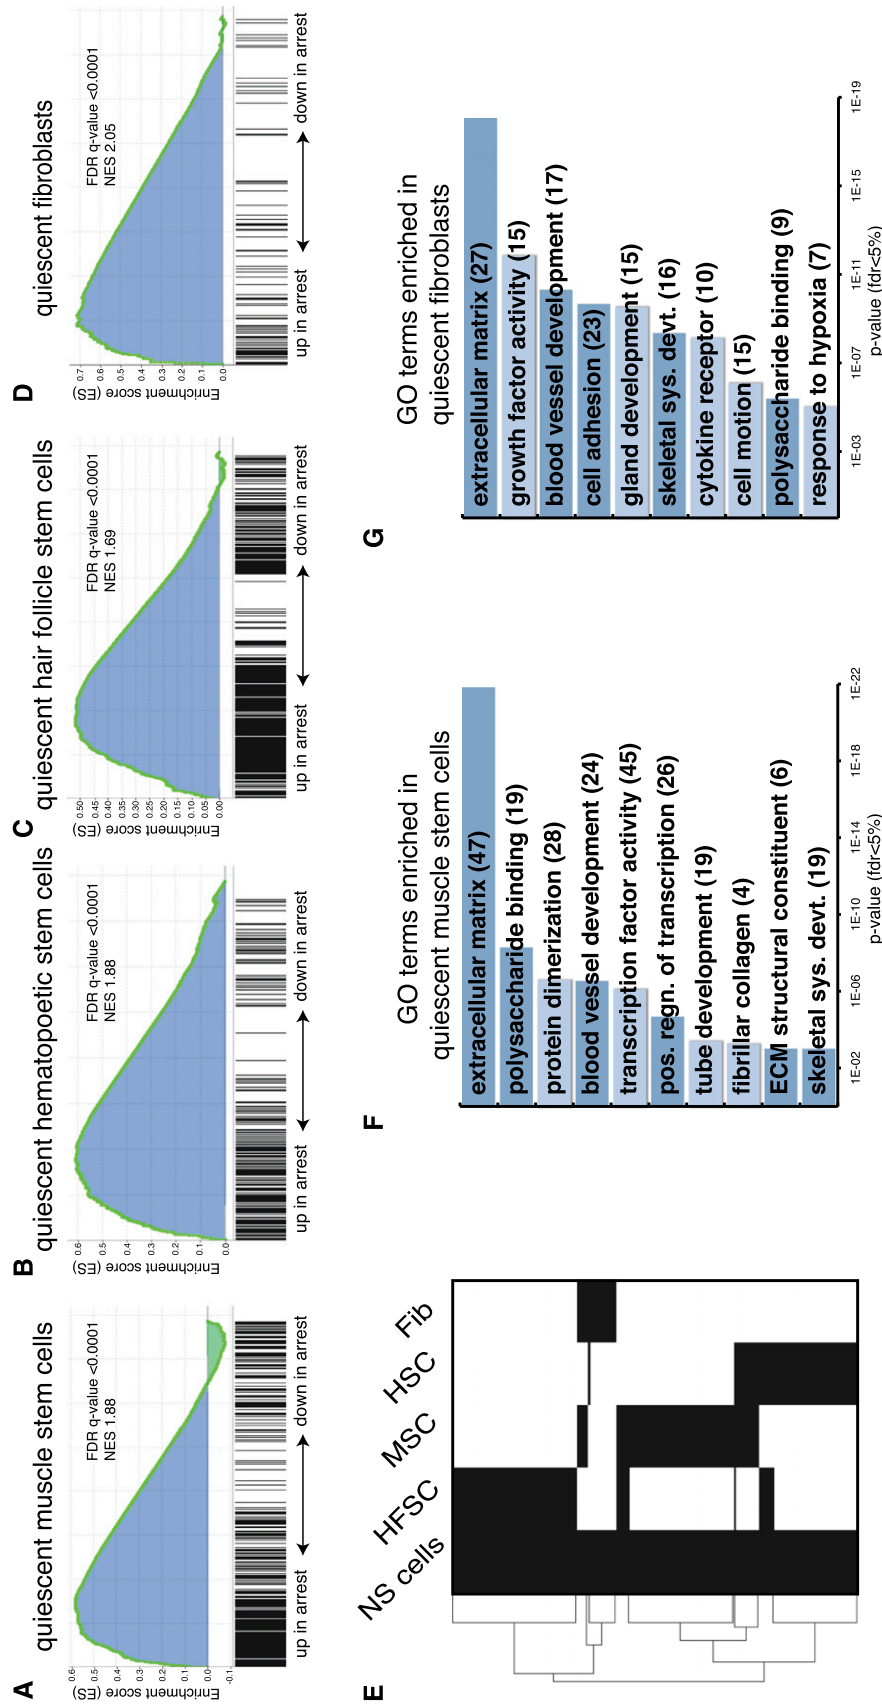 A
quiescent muscle stem cells
FDR q-value <0.0001
NES 1.88
Enrichment score (ES)
0.6
0.5
0.4
0.3
0.2
0.1
0.0
-0.1
up in arrest
down in arrest
B
quiescent hematopoetic stem cells
FDR q-value <0.0001
NES 1.88
Enrichment score (ES)
0.6
0.5
0.4
0.3
0.2
0.1
0.0
up in arrest
down in arrest
C
quiescent hair follicle stem cells
FDR q-value <0.0001
NES 1.69
Enrichment score (ES)
0.50
0.45
0.40
0.35
0.30
0.25
0.20
0.15
0.10
0.05
0.00
up in arrest
down in arrest
D
quiescent fibroblasts
FDR q-value <0.0001
NES 2.05
Enrichment score (ES)
0.7
0.6
0.5
0.4
0.3
0.2
0.1
0.0
up in arrest
down in arrest
E
NS cells
HFSC
MSC
HSC
Fib
F
GO terms enriched in
quiescent muscle stem cells
extracellular matrix (47)
polysaccharide binding (19)
protein dimerization (28)
blood vessel development (24)
transcription factor activity (45)
pos. regn. of transcription (26)
tube development (19)
fibrillar collagen (4)
ECM structural constituent (6)
skeletal sys. devt. (19)
1E-02
1E-06
1E-10
1E-14
1E-18
1E-22
p-value (fdr<5%)
G
GO terms enriched in
quiescent fibroblasts
extracellular matrix (27)
growth factor activity (15)
blood vessel development (17)
cell adhesion (23)
gland development (15)
skeletal sys. devt. (16)
cytokine receptor (10)
cell motion (15)
polysaccharide binding (9)
response to hypoxia (7)
1E-03
1E-07
1E-11
1E-15
1E-19
p-value (fdr<5%)